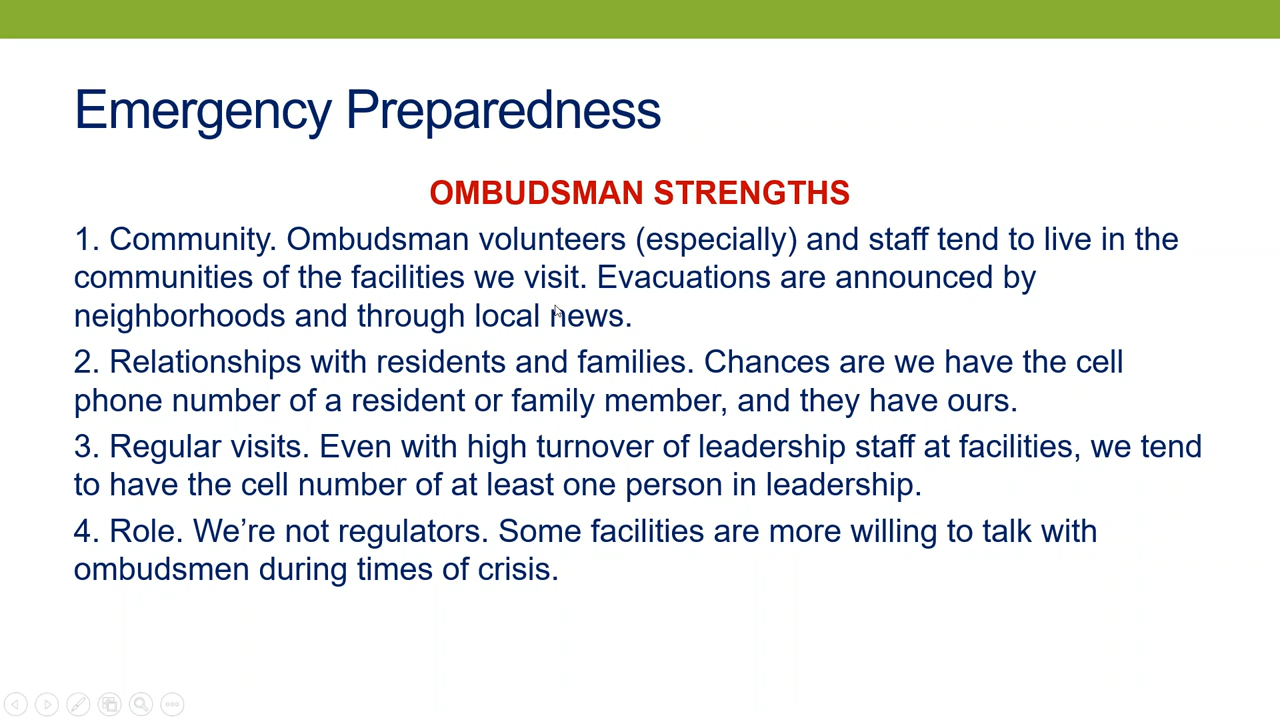 Emergency Preparedness
OMBUDSMAN STRENGTHS
1. Community. Ombudsman volunteers (especially) and staff tend to live in the
communities of the facilities we visit. Evacuations are announced by
neighborhoods and through local news.
2. Relationships with residents and families. Chances are we have the cell
phone number of a resident or family member, and they have ours.
3. Regular visits. Even with high turnover of leadership staff at facilities, we tend
to have the cell number of at least one person in leadership.
4. Role. We’re not regulators. Some facilities are more willing to talk with
ombudsmen during times of crisis.